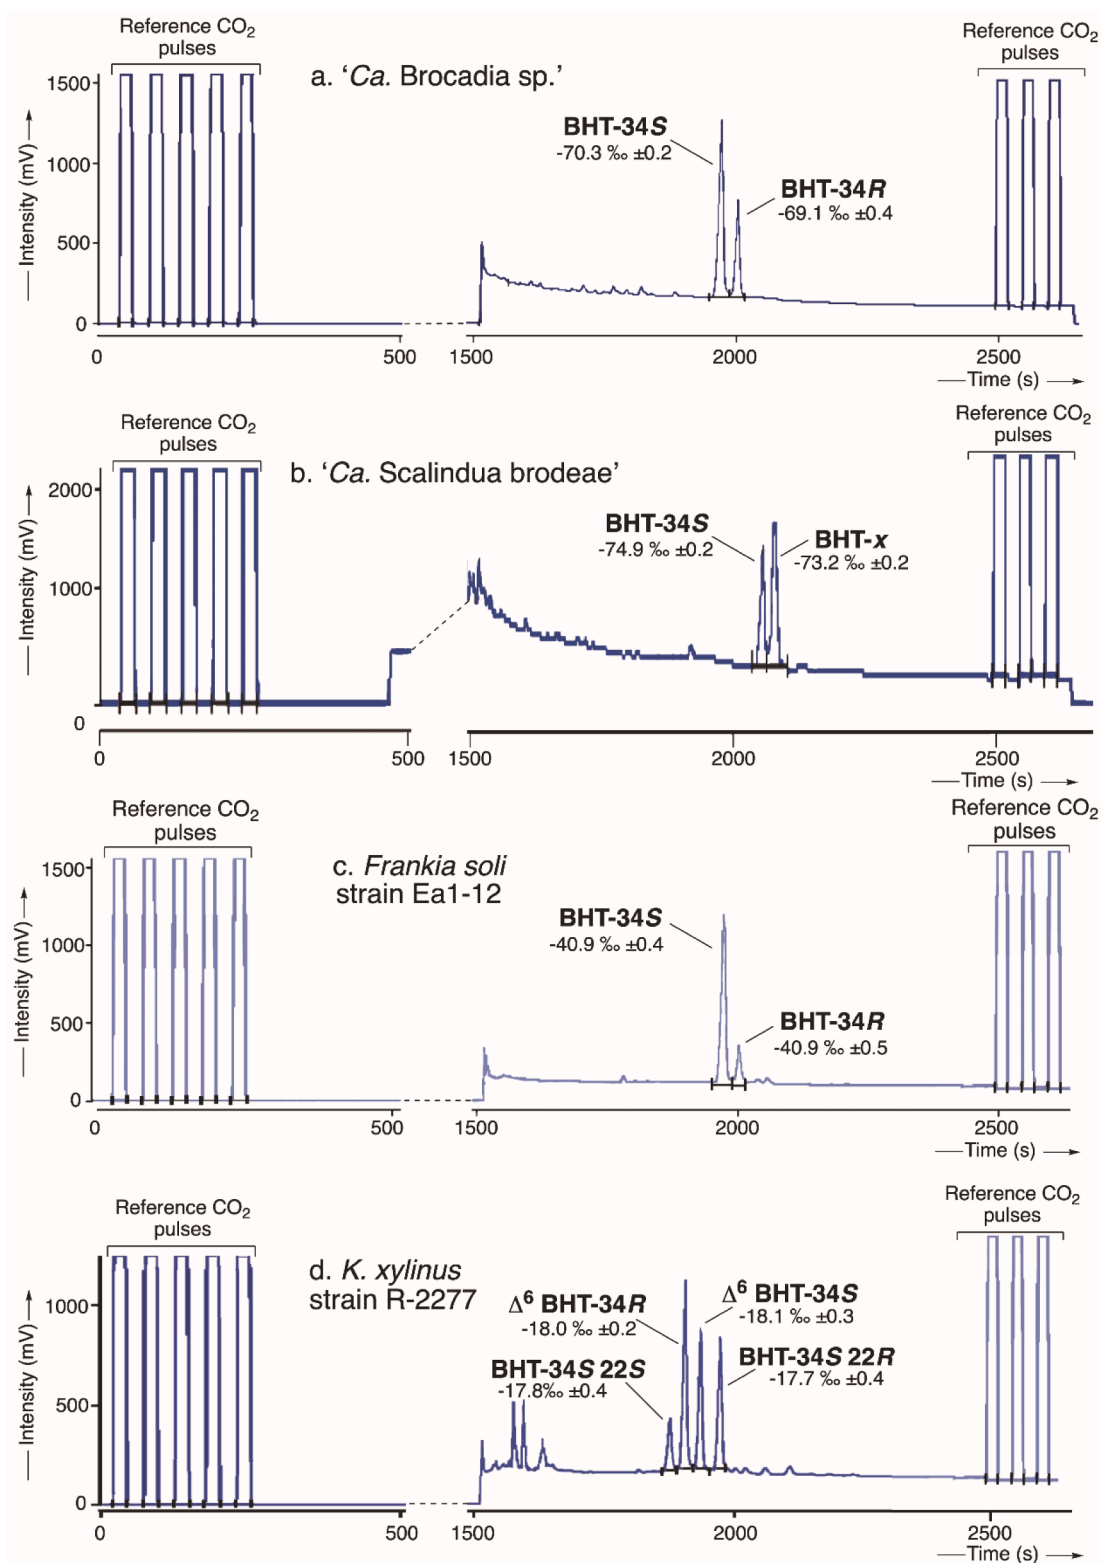 Reference CO₂
pulses
a. 'Ca. Brocadia sp.'
Reference CO₂
pulses
BHT-34S
-70.3 ‰ ±0.2
BHT-34R
-69.1 ‰ ±0.4
Intensity (mV)
1500
1000
500
0
0
500
1500
2000
2500
Time (s)
Reference CO₂
pulses
b. 'Ca. Scalindua brodeae'
Reference CO₂
pulses
BHT-34S
-74.9 ‰ ±0.2
BHT-x
-73.2 ‰ ±0.2
Intensity (mV)
2000
1000
0
0
500
1500
2000
2500
Time (s)
Reference CO₂
pulses
c. Frankia soli
strain Ea1-12
Reference CO₂
pulses
BHT-34S
-40.9 ‰ ±0.4
BHT-34R
-40.9 ‰ ±0.5
Intensity (mV)
1500
1000
500
0
0
500
1500
2000
2500
Time (s)
Reference CO₂
pulses
d. K. xylinus
strain R-2277
Reference CO₂
pulses
Δ⁶ BHT-34R
-18.0 ‰ ±0.2
Δ⁶ BHT-34S
-18.1 ‰ ±0.3
BHT-34S 22S
-17.8‰ ±0.4
BHT-34S 22R
-17.7 ‰ ±0.4
Intensity (mV)
1000
500
0
0
500
1500
2000
2500
Time (s)